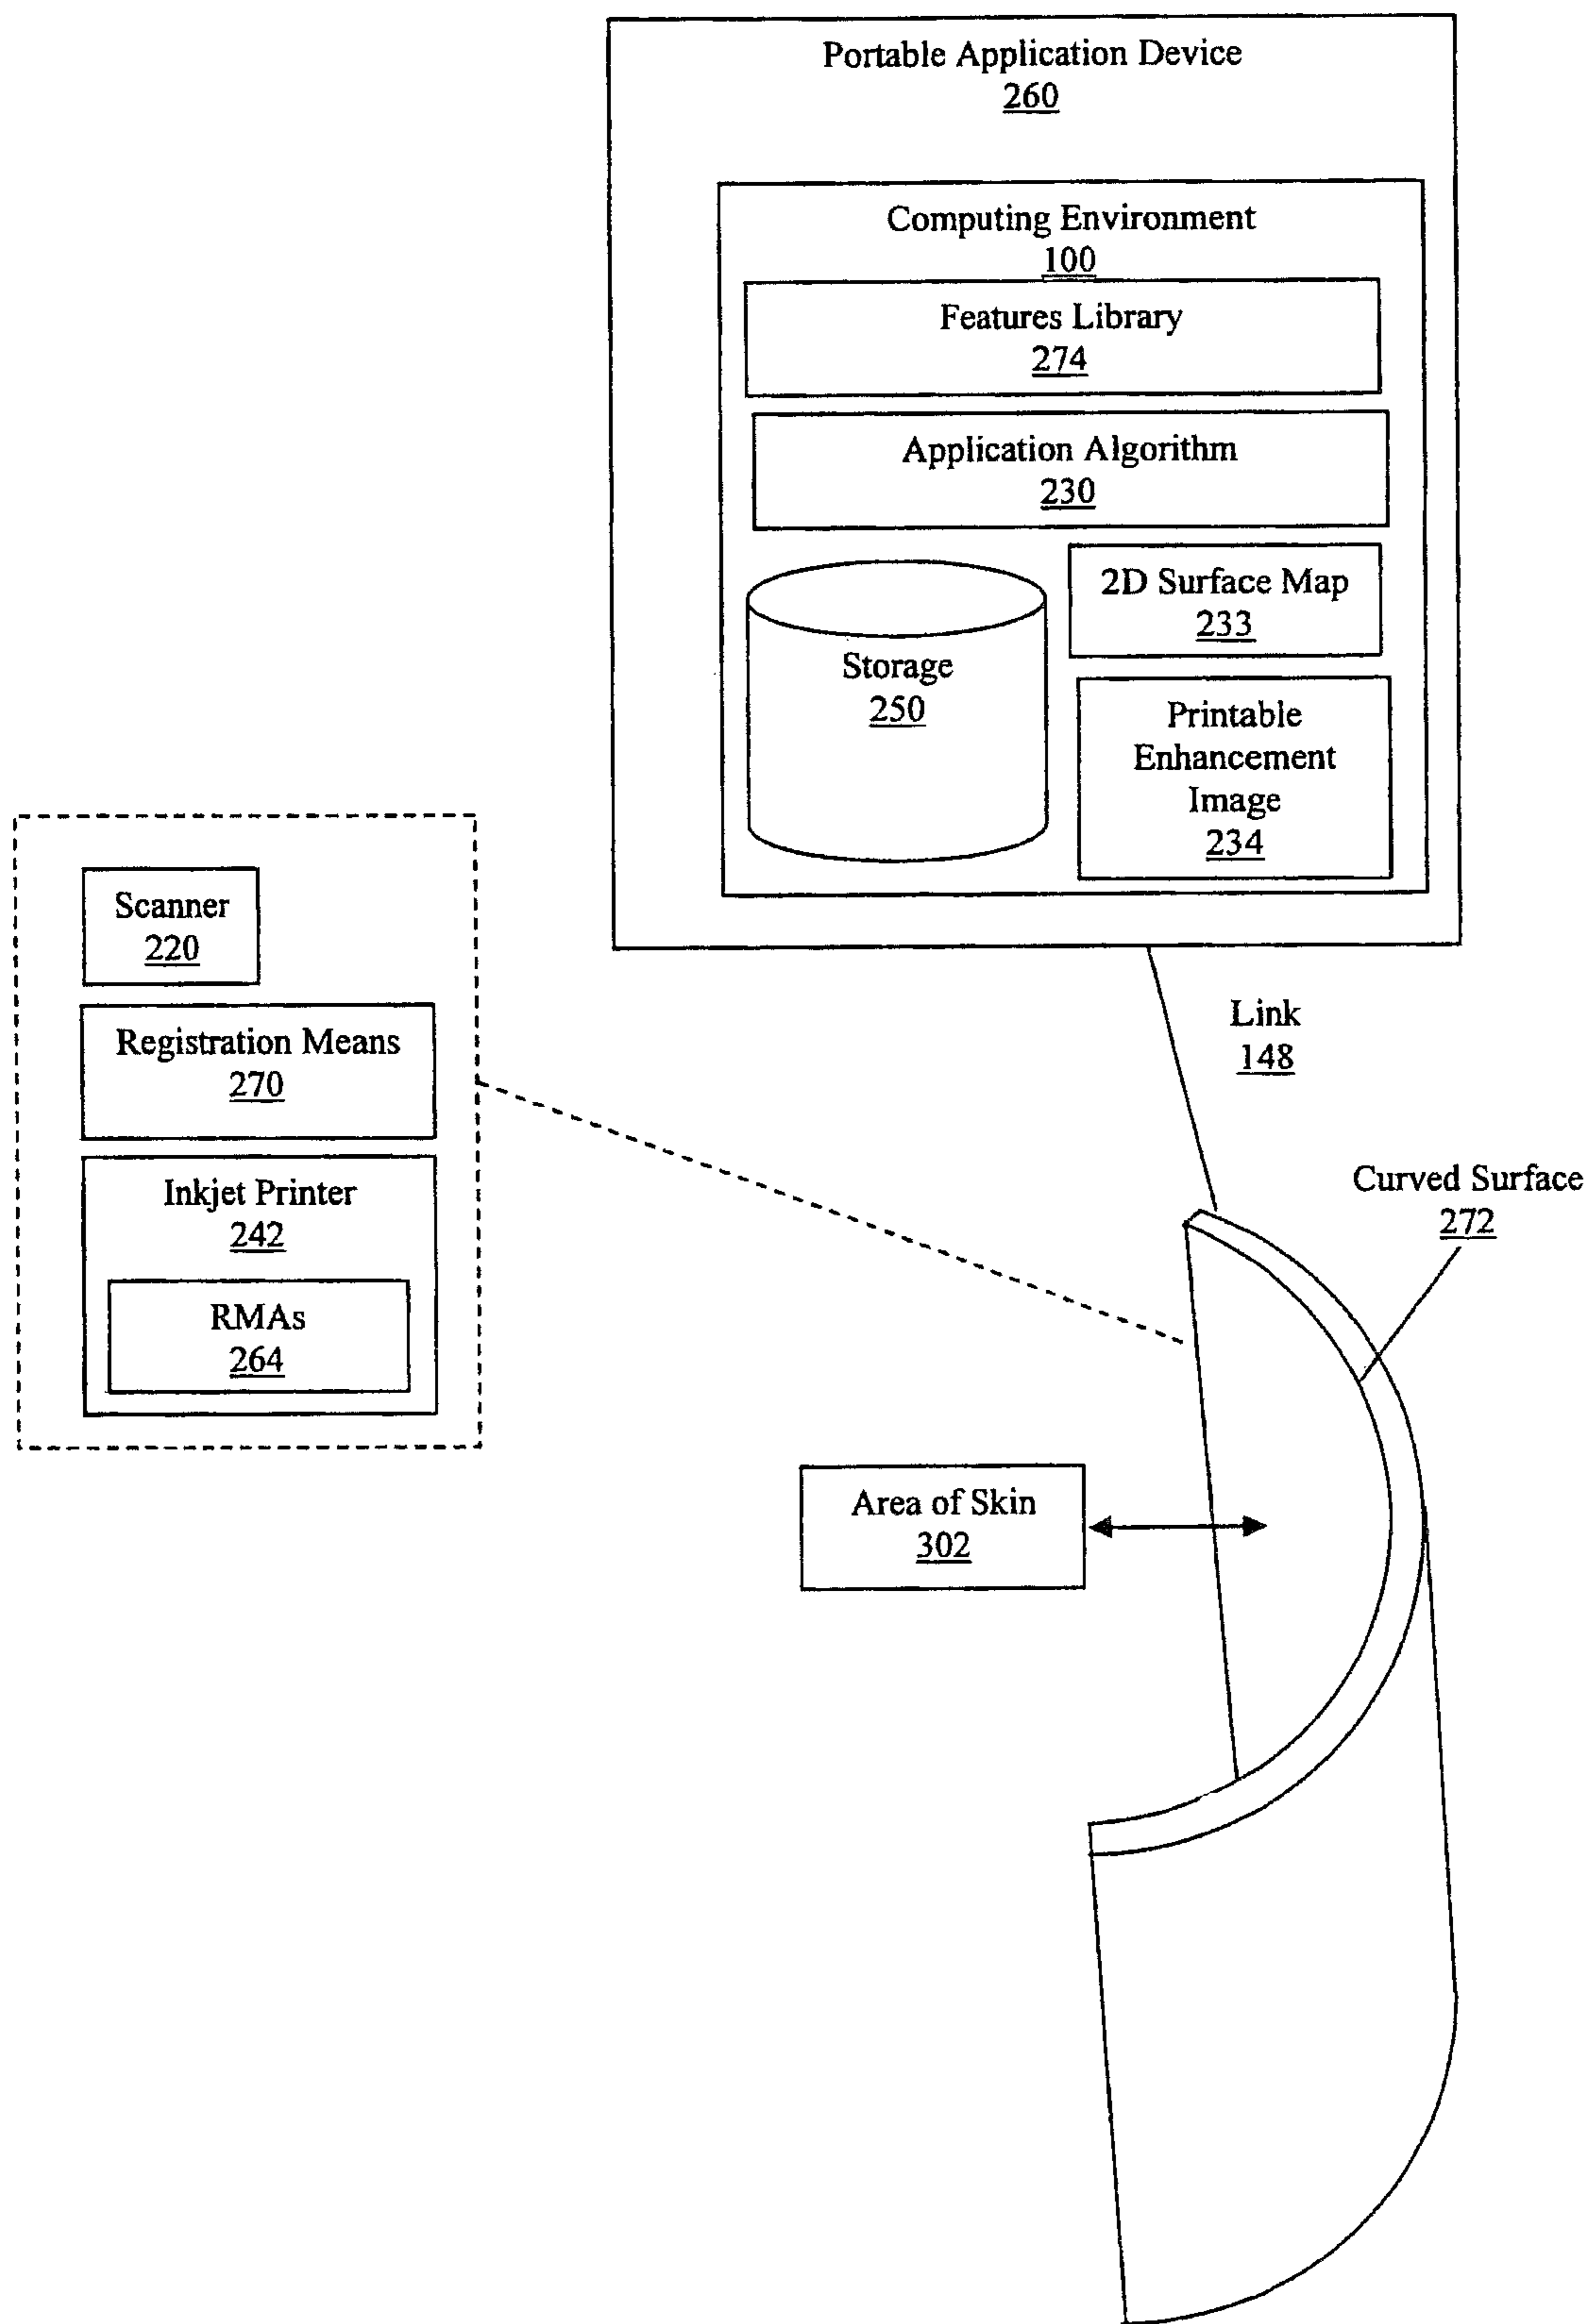 Portable Application Device
260
Computing Environment
100
Features Library
274
Application Algorithm
230
2D Surface Map
233
Storage
250
Printable
Enhancement
Image
234
Scanner
220
Registration Means
270
Inkjet Printer
242
RMAs
264
Link
148
Curved Surface
272
Area of Skin
302